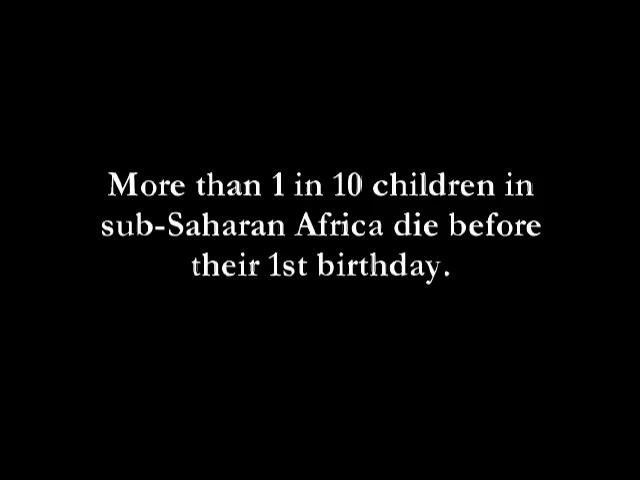 More than 1 in 10 children in
sub-Saharan Africa die before
their 1st birthday.